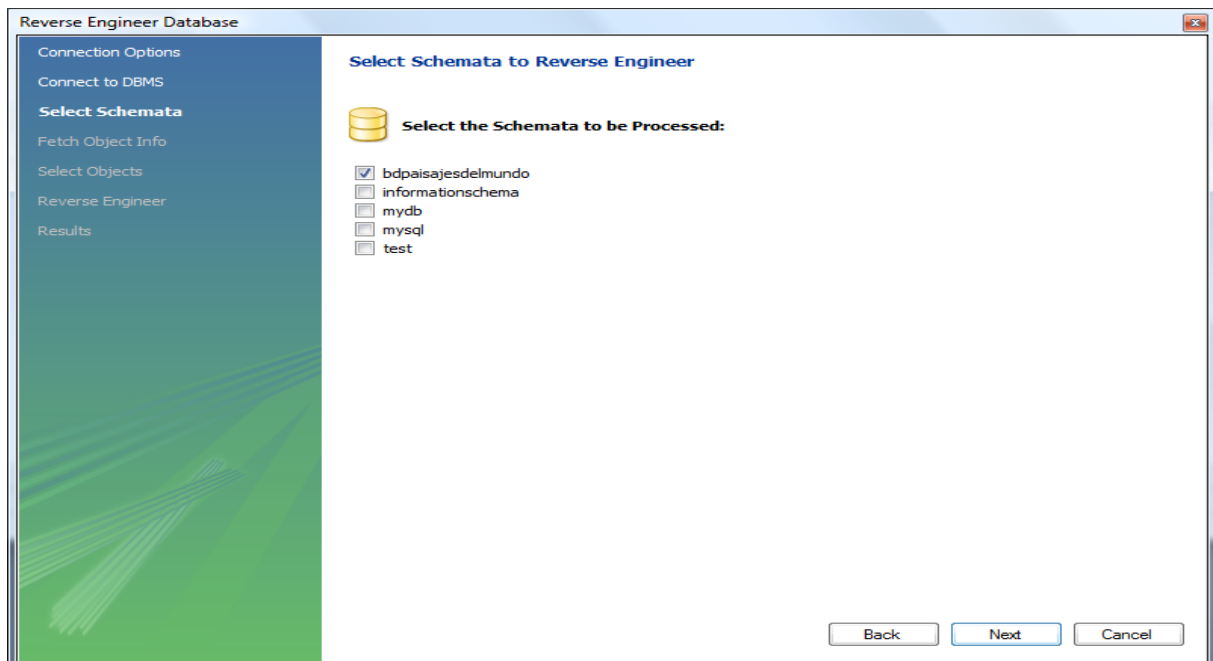 Reverse Engineer Database
Connection Options
Connect to DBMS
Select Schemata
Fetch Object Info
Select Objects
Reverse Engineer
Results
Select Schemata to Reverse Engineer
Select the Schemata to be Processed:
bdpaisajesdelmundo
informationschema
mydb
mysql
test
Back Next Cancel